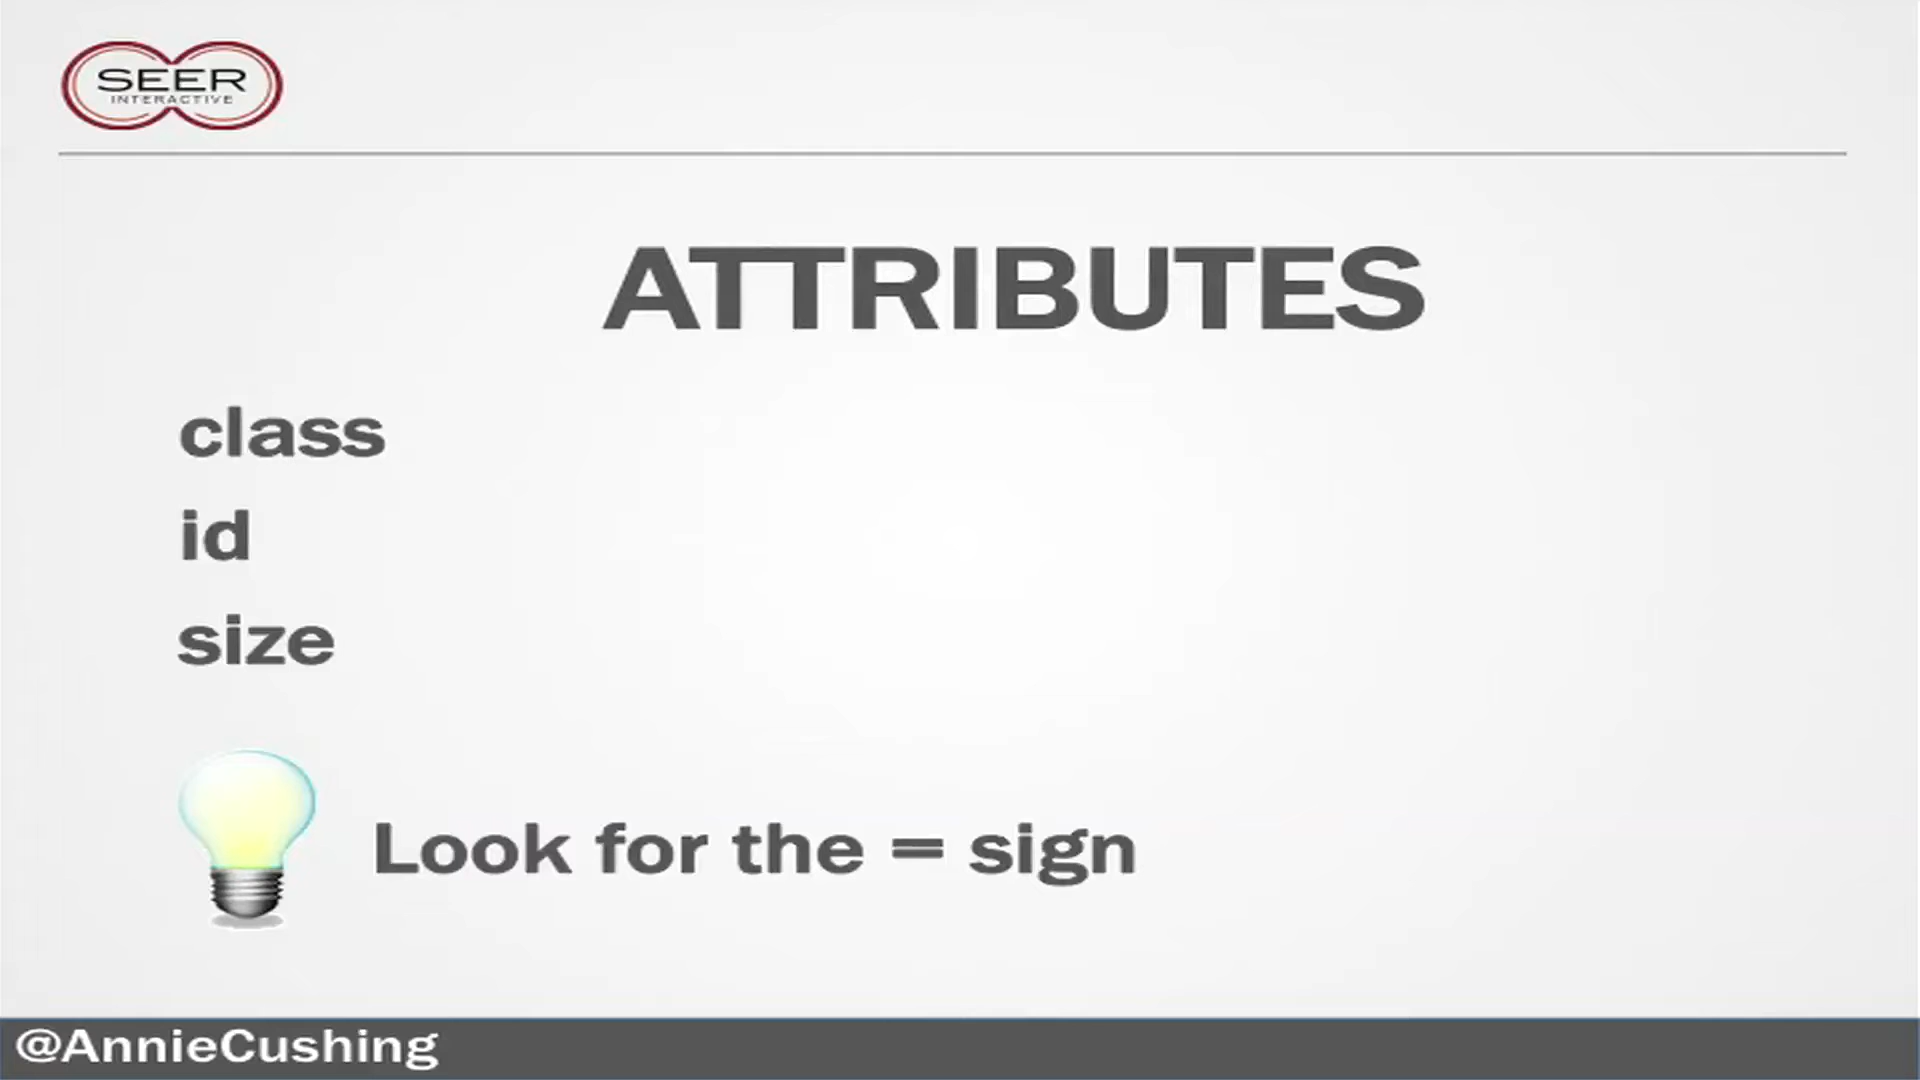 SEER
INTERACTIVE
ATTRIBUTES
class
id
size
Look for the = sign
@AnnieCushing